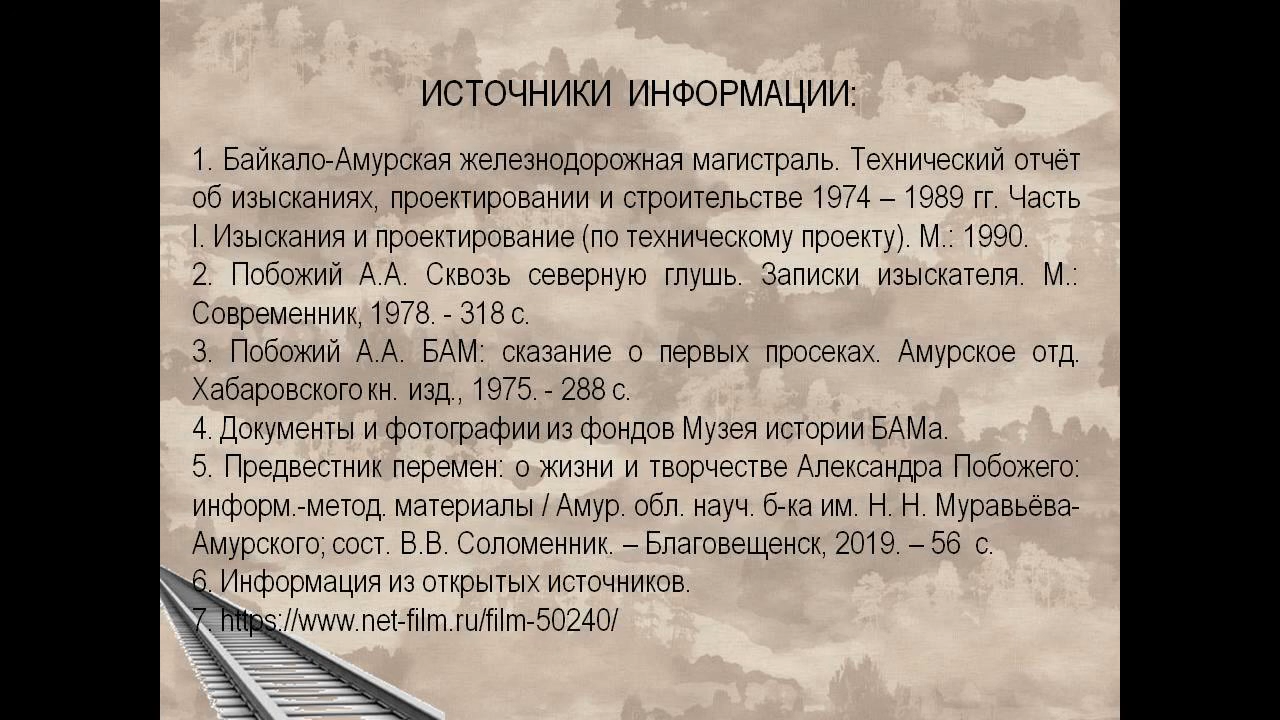 ИСТОЧНИКИ ИНФОРМАЦИИ:
1. Байкало-Амурская железнодорожная магистраль. Технический отчёт
об изысканиях, проектировании и строительстве 1974 – 1989 гг. Часть
I. Изыскания и проектирование (по техническому проекту). М.: 1990.
2. Побожий А.А. Сквозь северную глушь. Записки изыскателя. М.:
Современник, 1978. - 318 с.
3. Побожий А.А. БАМ: сказание о первых просеках. Амурское отд.
Хабаровского кн. изд., 1975. - 288 с.
4. Документы и фотографии из фондов Музея истории БАМа.
5. Предвестник перемен: о жизни и творчестве Александра Побожего:
информ.-метод. материалы / Амур. обл. науч. б-ка им. Н. Н. Муравьёва-
Амурского; сост. В.В. Соломенник. – Благовещенск, 2019. – 56 с.
6. Информация из открытых источников.
7. https://www.net-film.ru/film-50240/